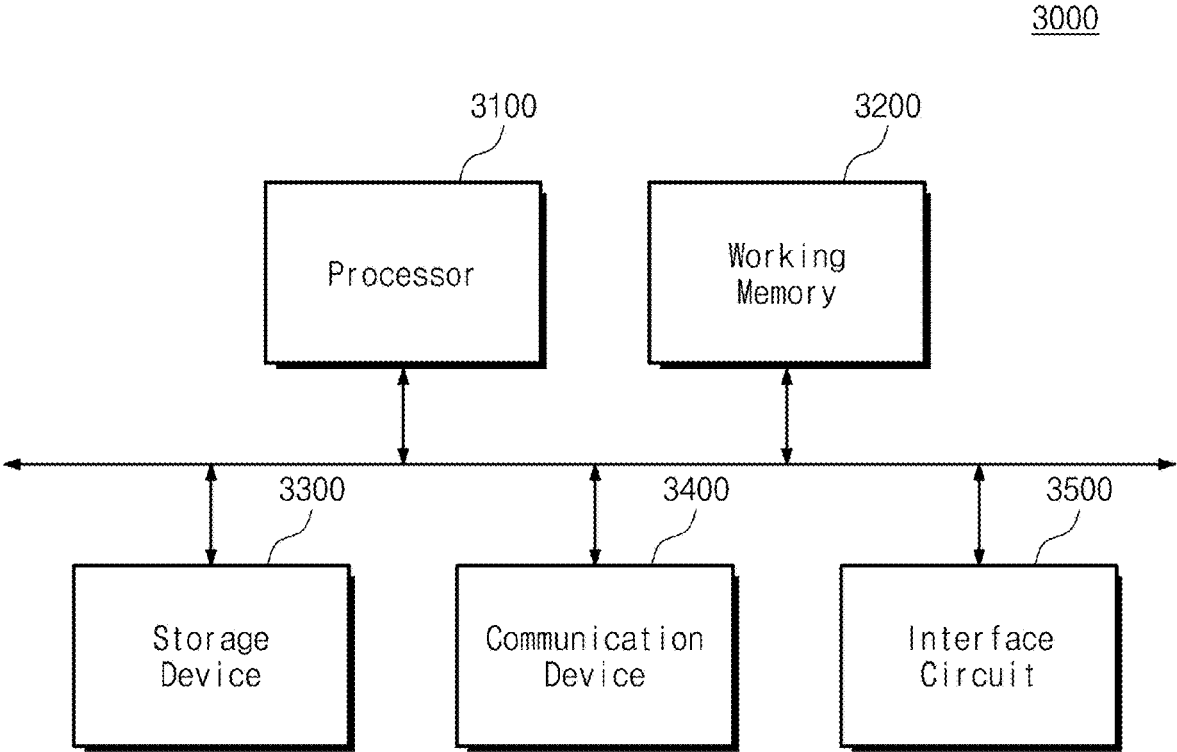 3000
3100
3200
Processor
Working
Memory
3300
3400
3500
Storage
Device
Communication
Device
Interface
Circuit